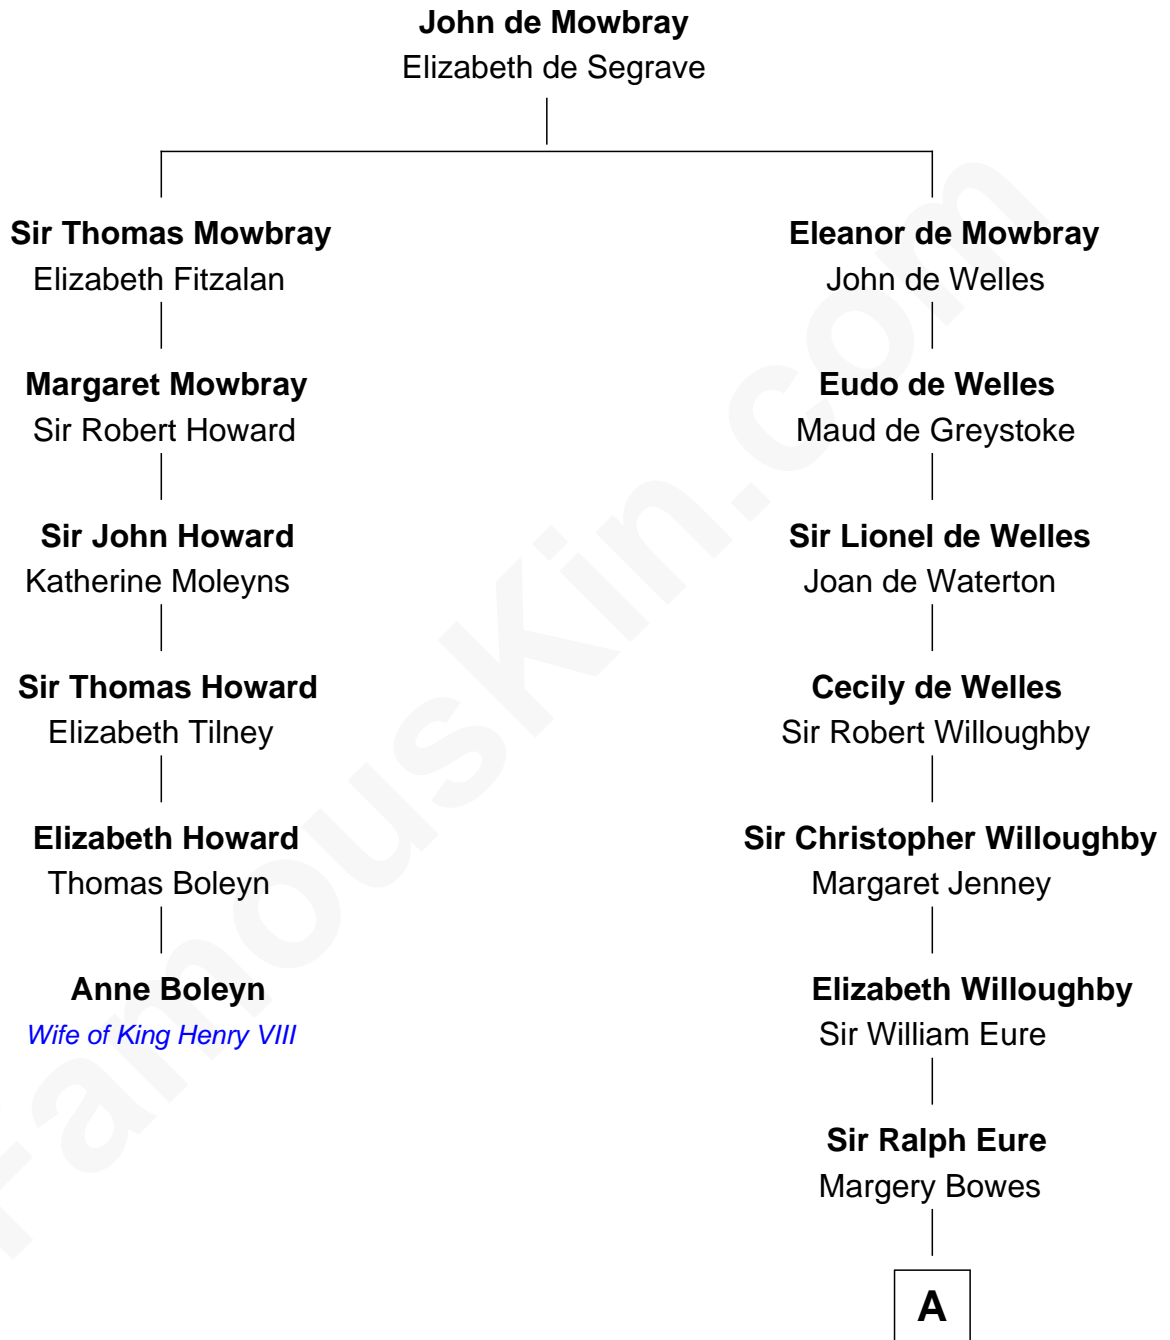 John de Mowbray
Elizabeth de Segrave
Sir Thomas Mowbray
Elizabeth Fitzalan
Eleanor de Mowbray
John de Welles
Margaret Mowbray
Sir Robert Howard
Eudo de Welles
Maud de Greystoke
Sir John Howard
Katherine Moleyns
Sir Lionel de Welles
Joan de Waterton
Sir Thomas Howard
Elizabeth Tilney
Cecily de Welles
Sir Robert Willoughby
Elizabeth Howard
Thomas Boleyn
Sir Christopher Willoughby
Margaret Jenney
Anne Boleyn
Wife of King Henry VIII
Elizabeth Willoughby
Sir William Eure
Sir Ralph Eure
Margery Bowes
A
FamousKin.com